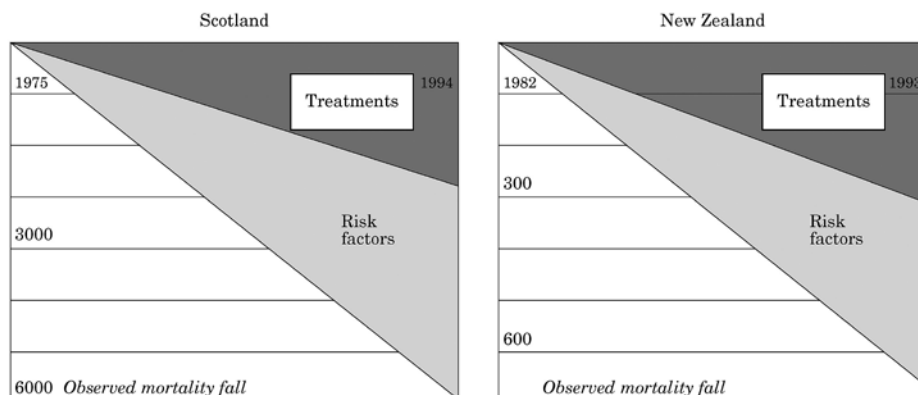 Scotland
1975
1994
Treatments
3000
Risk
factors
6000 Observed mortality fall
New Zealand
1982
1993
Treatments
300
Risk
factors
600
Observed mortality fall